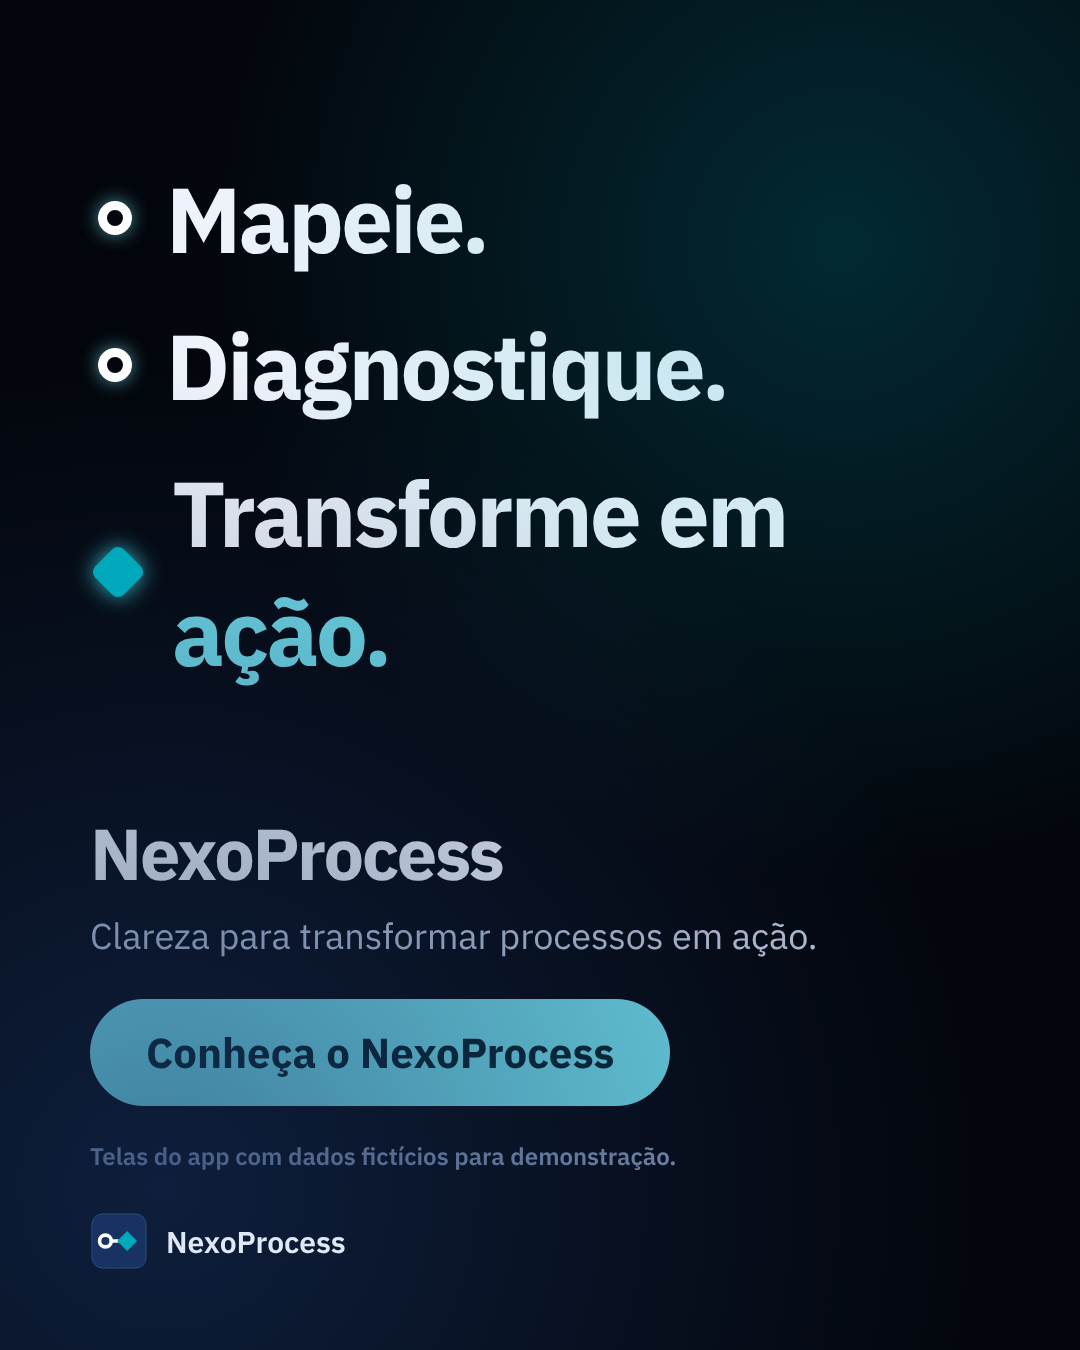 Mapeie.
Diagnostique.
Transforme em
ação.
NexoProcess
Clareza para transformar processos em ação.
Conheça o NexoProcess
Telas do app com dados fictícios para demonstração.
NexoProcess